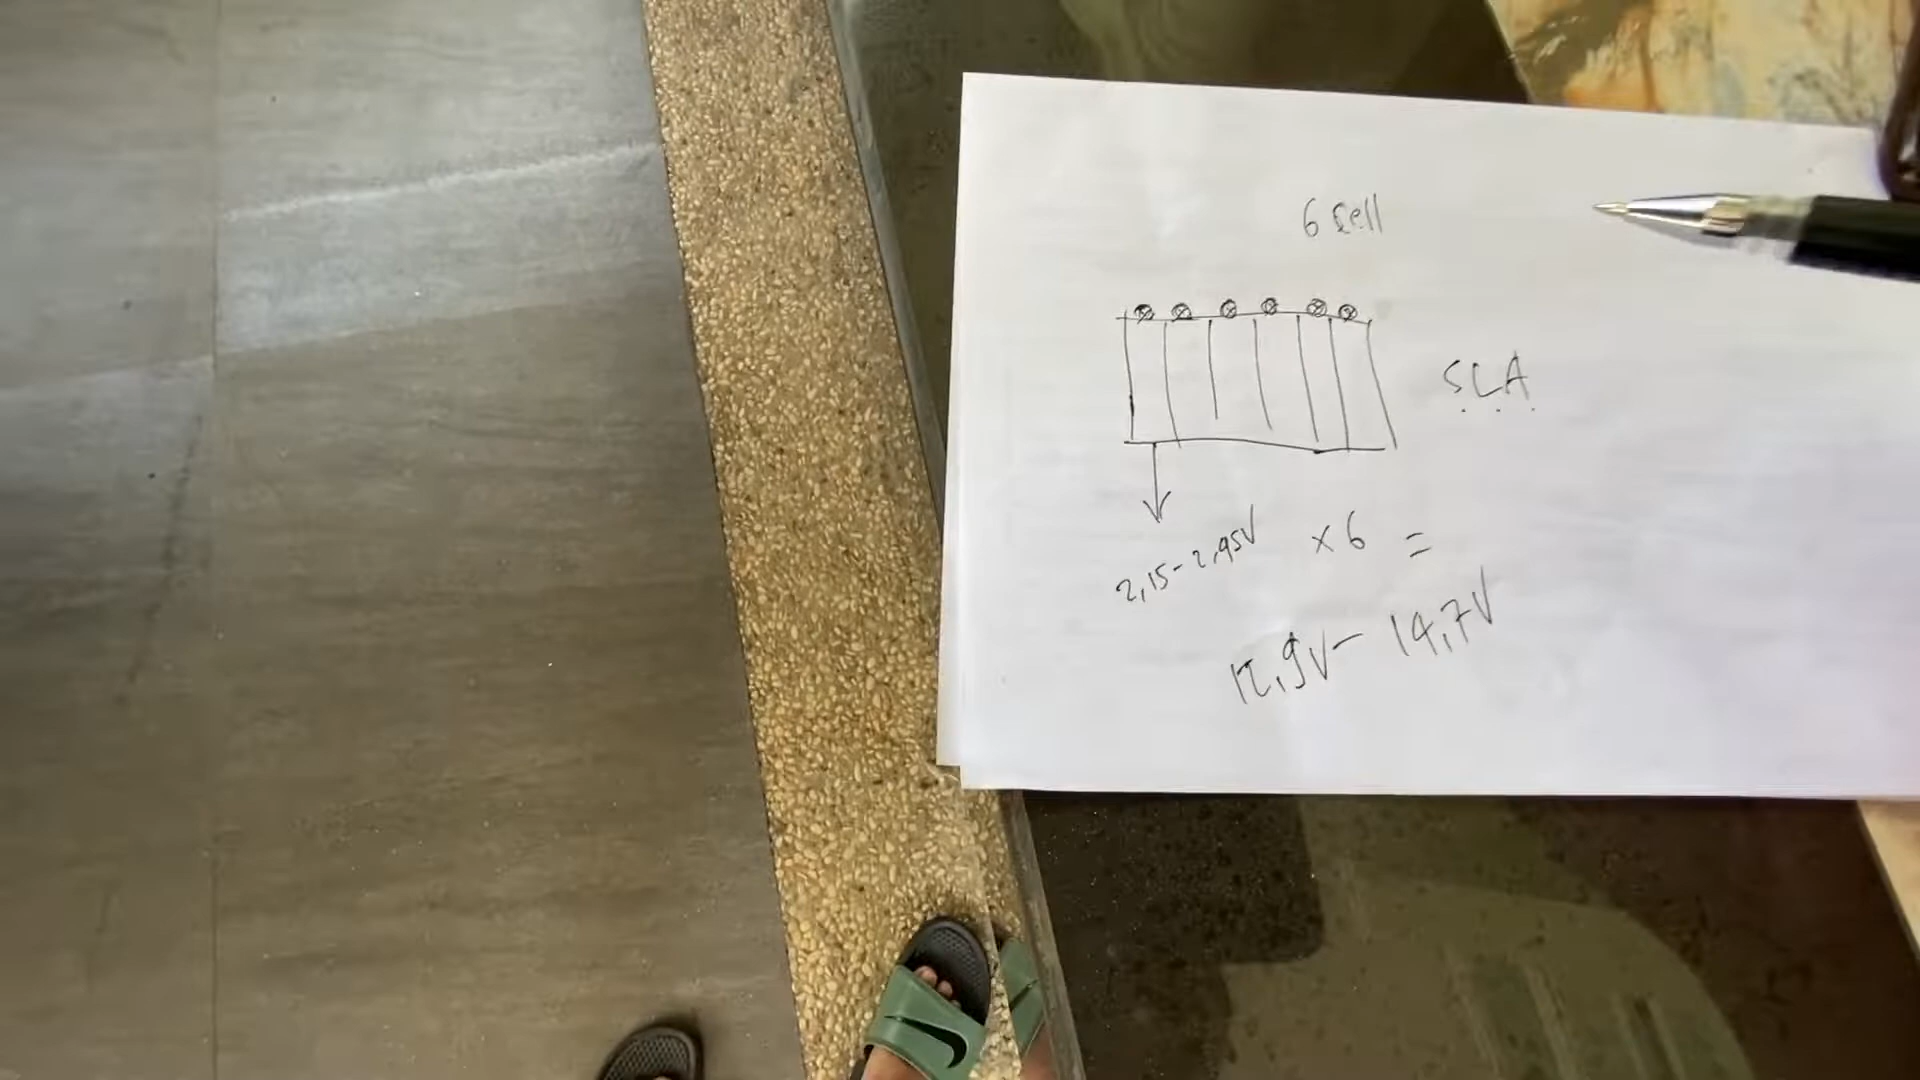 6 Cell
SLA
2,15-2,45V x 6 =
12,9V- 14,7V